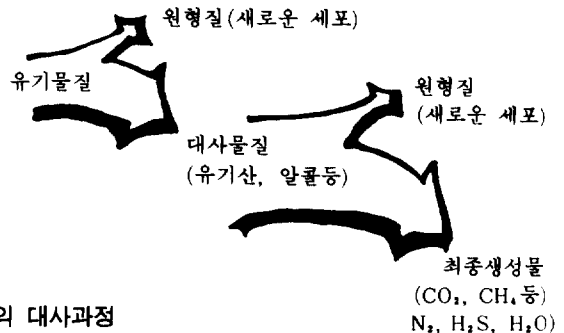 원형질(새로운 세포)
유기물질
원형질
(새로운 세포)
대사물질
(유기산, 알콜등)
최종생성물
(CO₂, CH₄등)
N₂, H₂S, H₂O)
의 대사과정